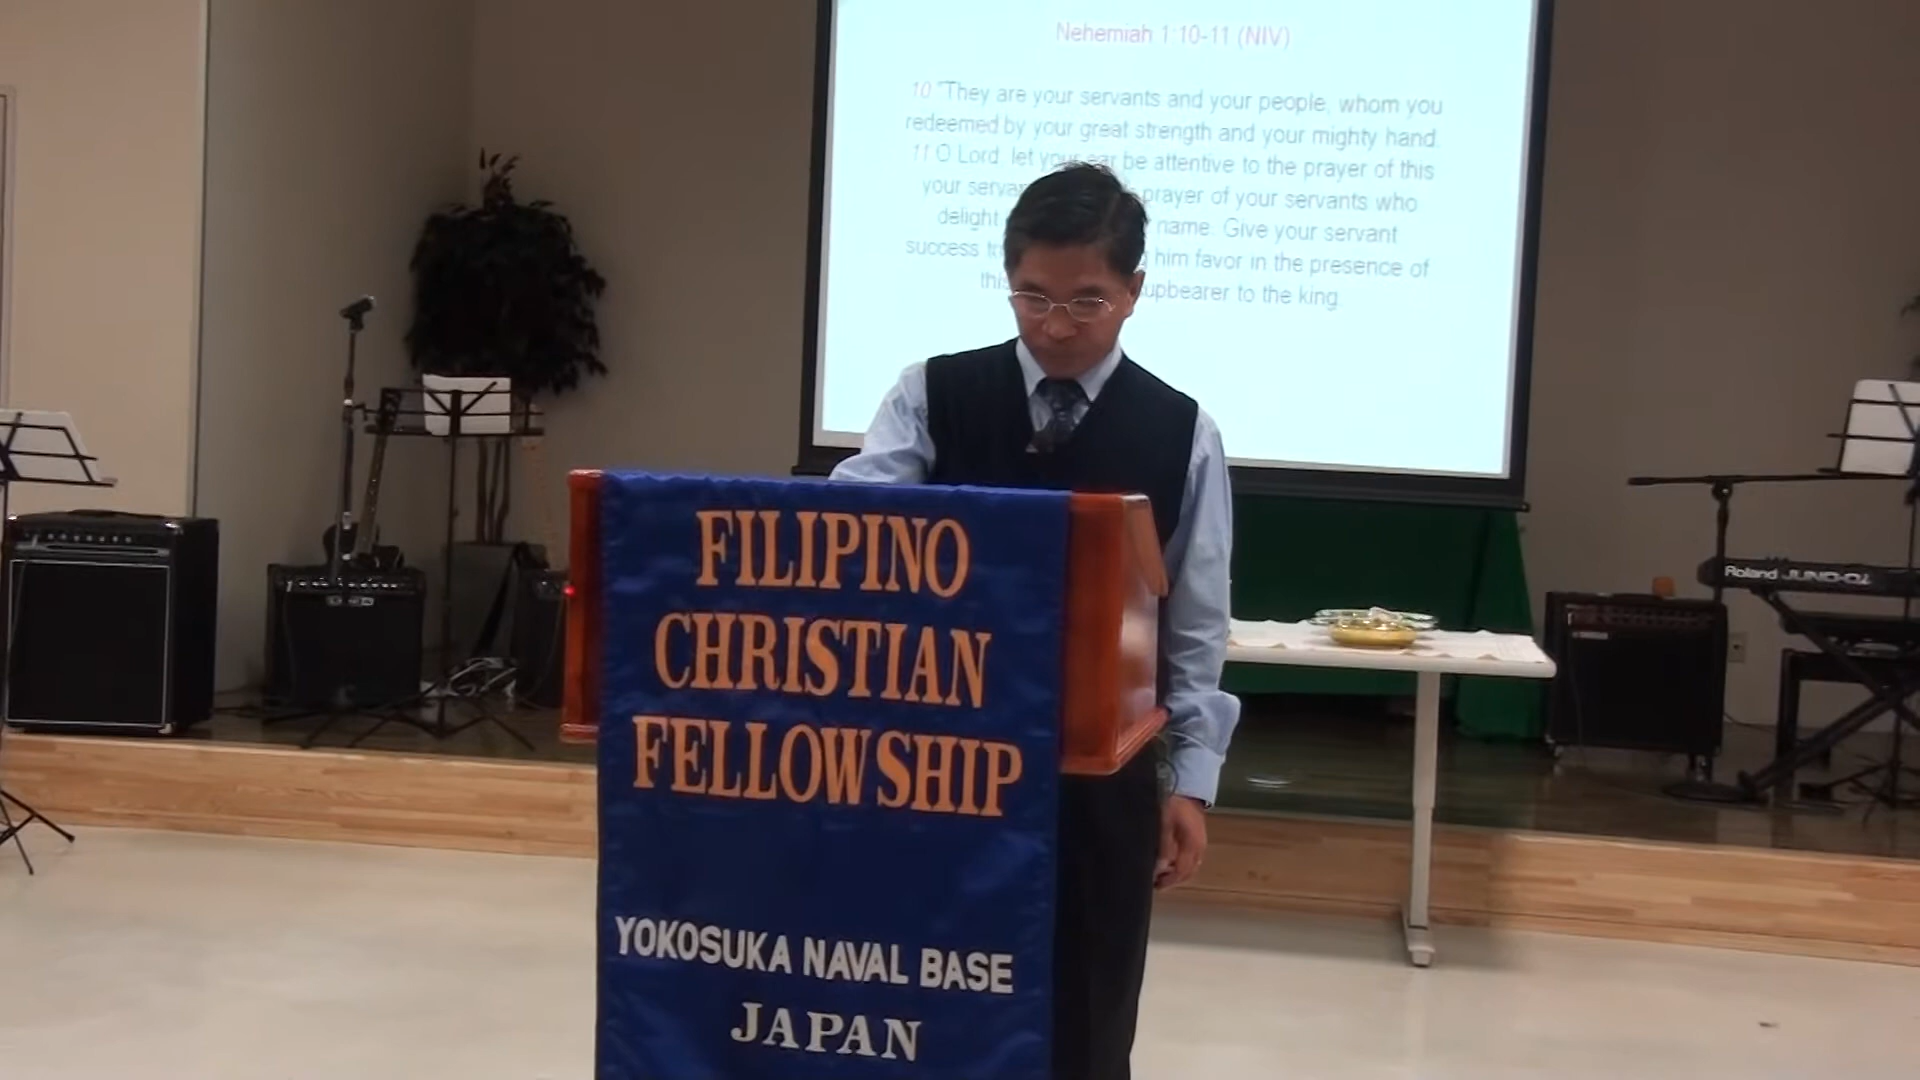 Nehemiah 1:10-11 (NIV)
10 "They are your servants and your people, whom you
redeemed by your great strength and your mighty hand.
11 O Lord, let your ear be attentive to the prayer of this
your prayer of your servants who
delight name. Give your servant
success him favor in the presence of
this to the king.
FILIPINO
CHRISTIAN
FELLOWSHIP
YOKOSUKA NAVAL BASE
JAPAN
Roland JUNO-Di